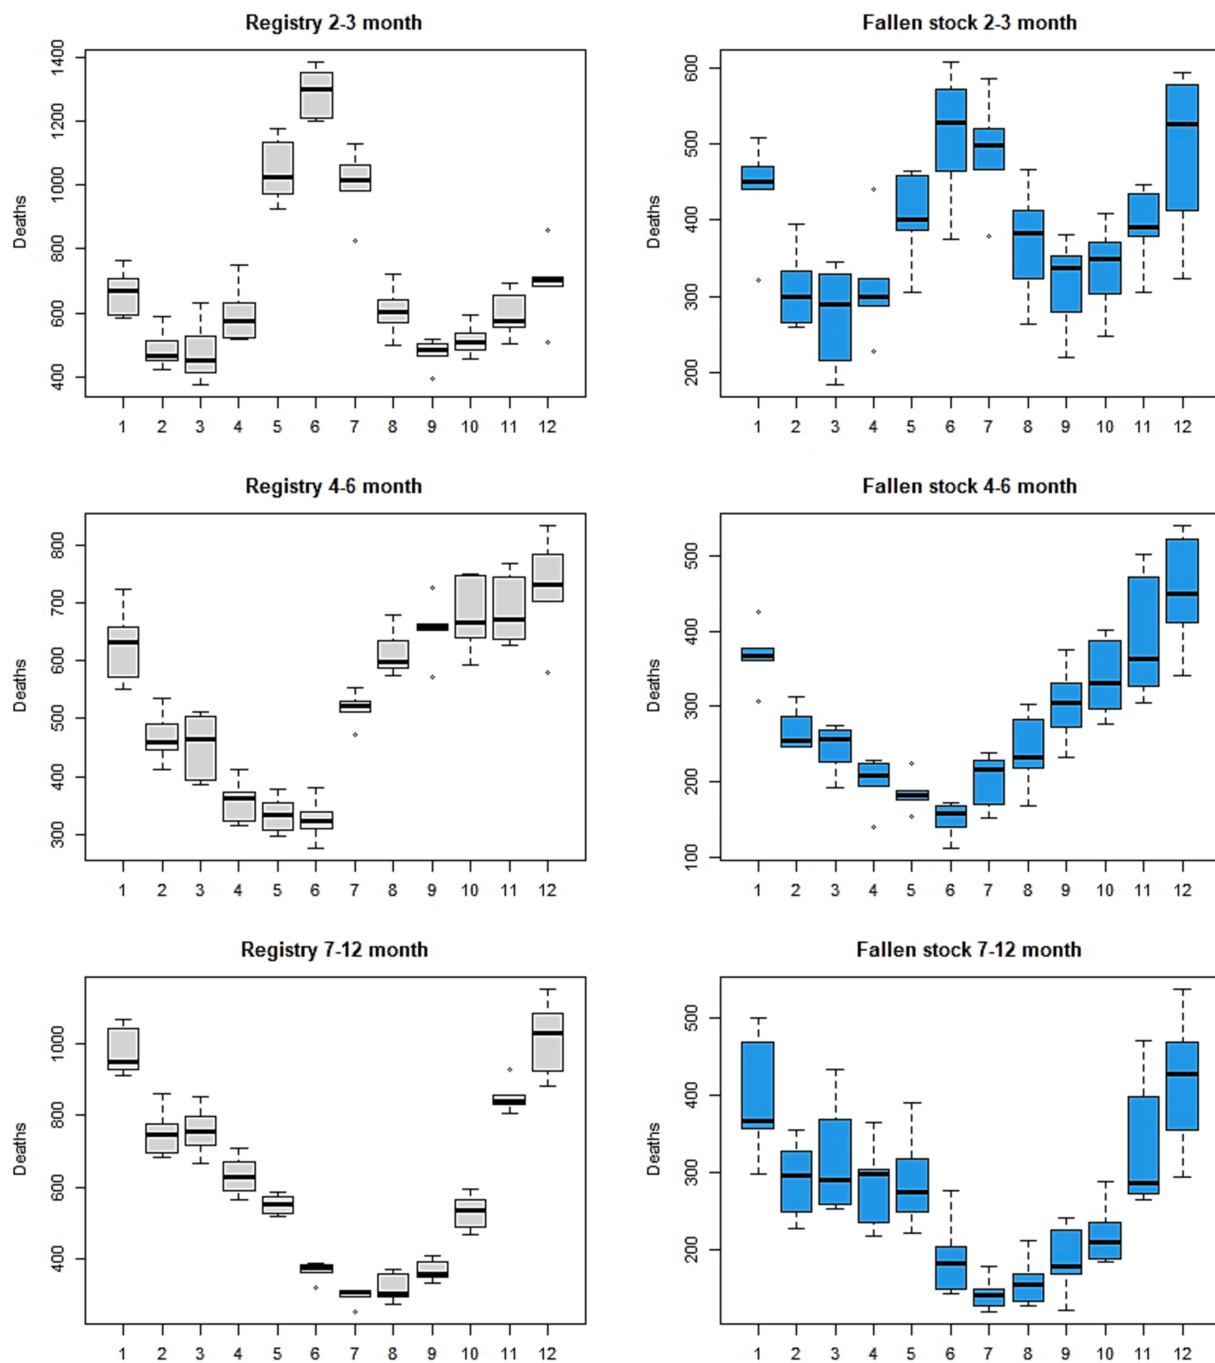 Registry 2-3 month
Deaths
1400
1200
1000
800
600
400
1 2 3 4 5 6 7 8 9 10 11 12
Fallen stock 2-3 month
Deaths
600
500
400
300
200
1 2 3 4 5 6 7 8 9 10 11 12
Registry 4-6 month
Deaths
800
700
600
500
400
300
1 2 3 4 5 6 7 8 9 10 11 12
Fallen stock 4-6 month
Deaths
500
400
300
200
100
1 2 3 4 5 6 7 8 9 10 11 12
Registry 7-12 month
Deaths
1000
800
600
400
1 2 3 4 5 6 7 8 9 10 11 12
Fallen stock 7-12 month
Deaths
500
400
300
200
1 2 3 4 5 6 7 8 9 10 11 12